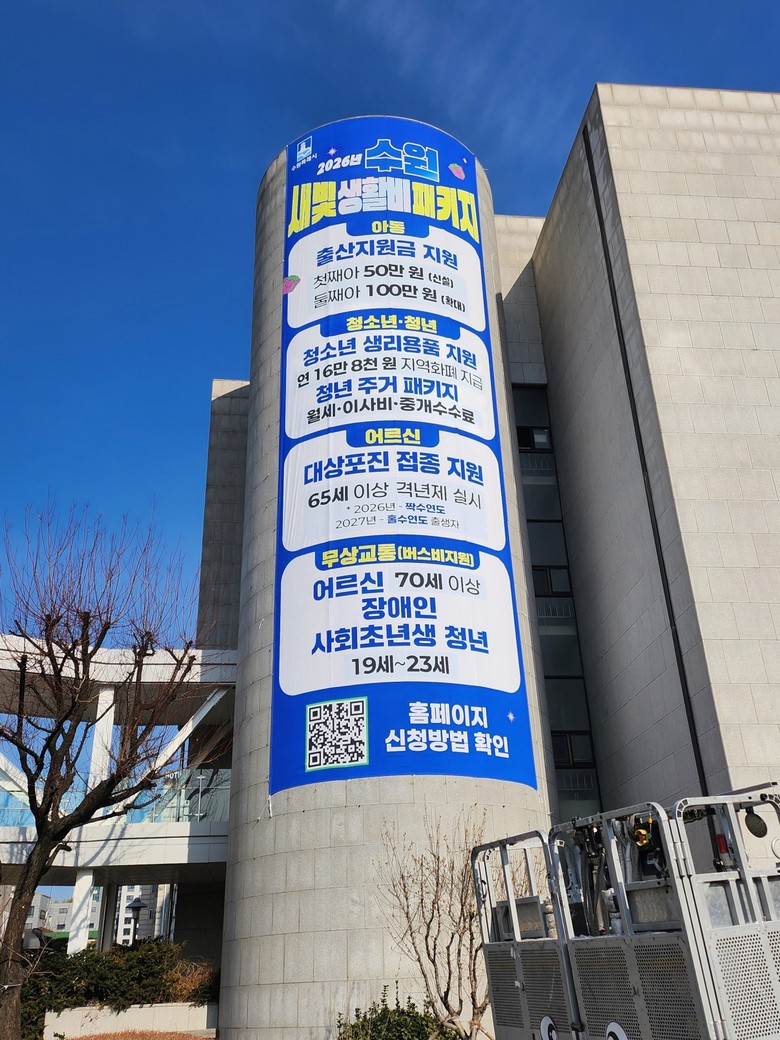 수원특례시
2026년 수원
새빛 생활비 패키지
아동
출산지원금 지원
첫째아 50만 원 (신설)
둘째아 100만 원 (확대)
청소년·청년
청소년 생리용품 지원
연 16만 8천 원 지역화폐 지급
청년 주거 패키지
월세·이사비·중개수수료
어르신
대상포진 접종 지원
65세 이상 격년제 실시
* 2026년 - 짝수연도
2027년 - 홀수연도 출생자
무상교통(버스비지원)
어르신 70세 이상
장애인
사회초년생 청년
19세~23세
홈페이지
신청방법 확인